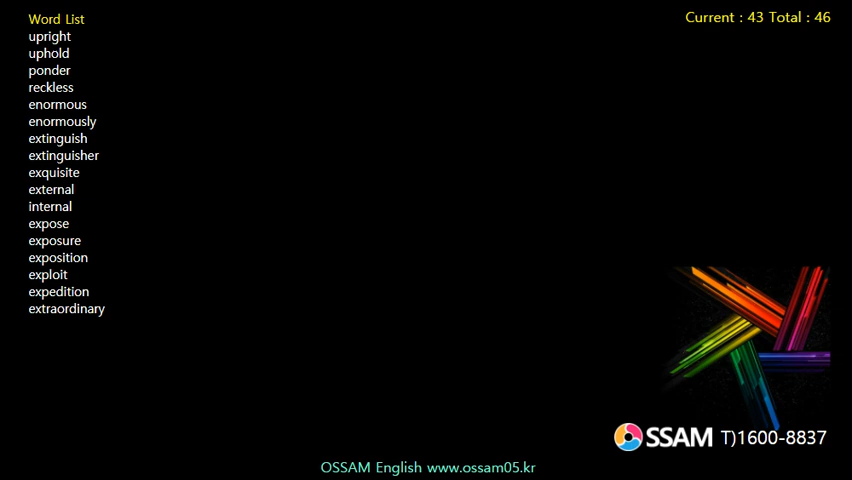 Word List
Current : 43 Total : 46
upright
uphold
ponder
reckless
enormous
enormously
extinguish
extinguisher
exquisite
external
internal
expose
exposure
exposition
exploit
expedition
extraordinary
SSAM T)1600-8837
OSSAM English www.ossam05.kr